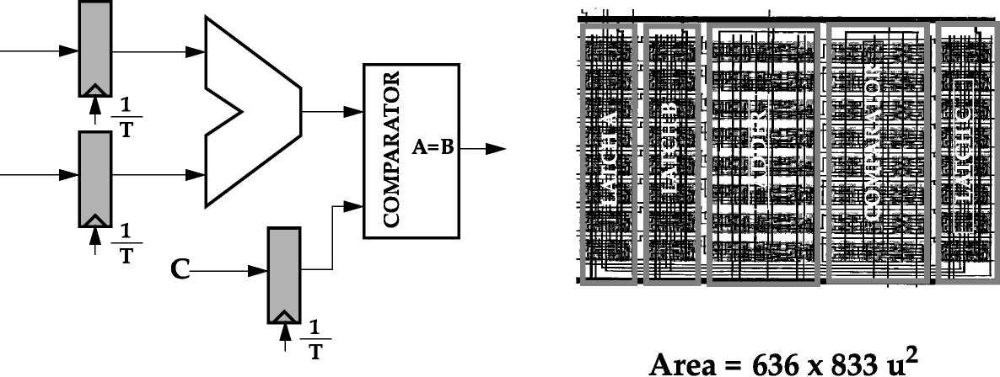 1
T
1
T
C
1
T
COMPARATOR
A=B
LATCH A
LATCH B
ADDER
COMPARATOR
LATCH C
Area = 636 x 833 u²